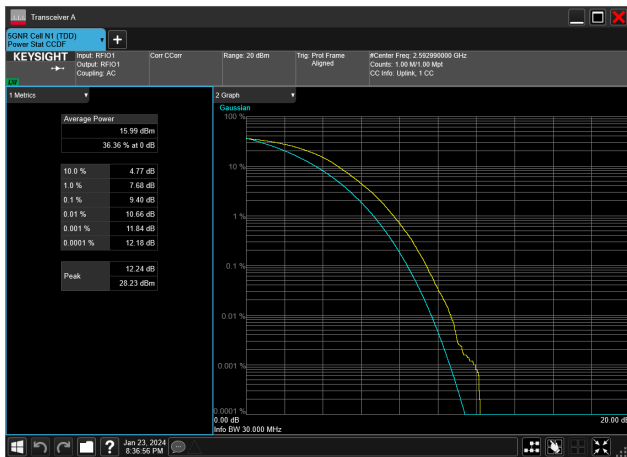 Transceiver A
5GNR Cell N1 (TDD)
Power Stat CCDF
KEYSIGHT
Input: RFIO1
Output: RFIO1
Coupling: AC
Corr CCorr
Range: 20 dBm
Trig: Prot Frame
Aligned
#Center Freq: 2.592990000 GHz
Counts: 1.00 M/1.00 Mpt
CC Info: Uplink, 1 CC
1 Metrics
Average Power
15.99 dBm
36.36 % at 0 dB
10.0 % 4.77 dB
1.0 % 7.68 dB
0.1 % 9.40 dB
0.01 % 10.66 dB
0.001 % 11.84 dB
0.0001 % 12.18 dB
Peak
12.24 dB
28.23 dBm
2 Graph
Gaussian
100 %
10 %
1 %
0.1 %
0.01 %
0.001 %
0.0001 %
0.00 dB
20.00 dB
Info BW 30.000 MHz
Jan 23, 2024
8:36:56 PM